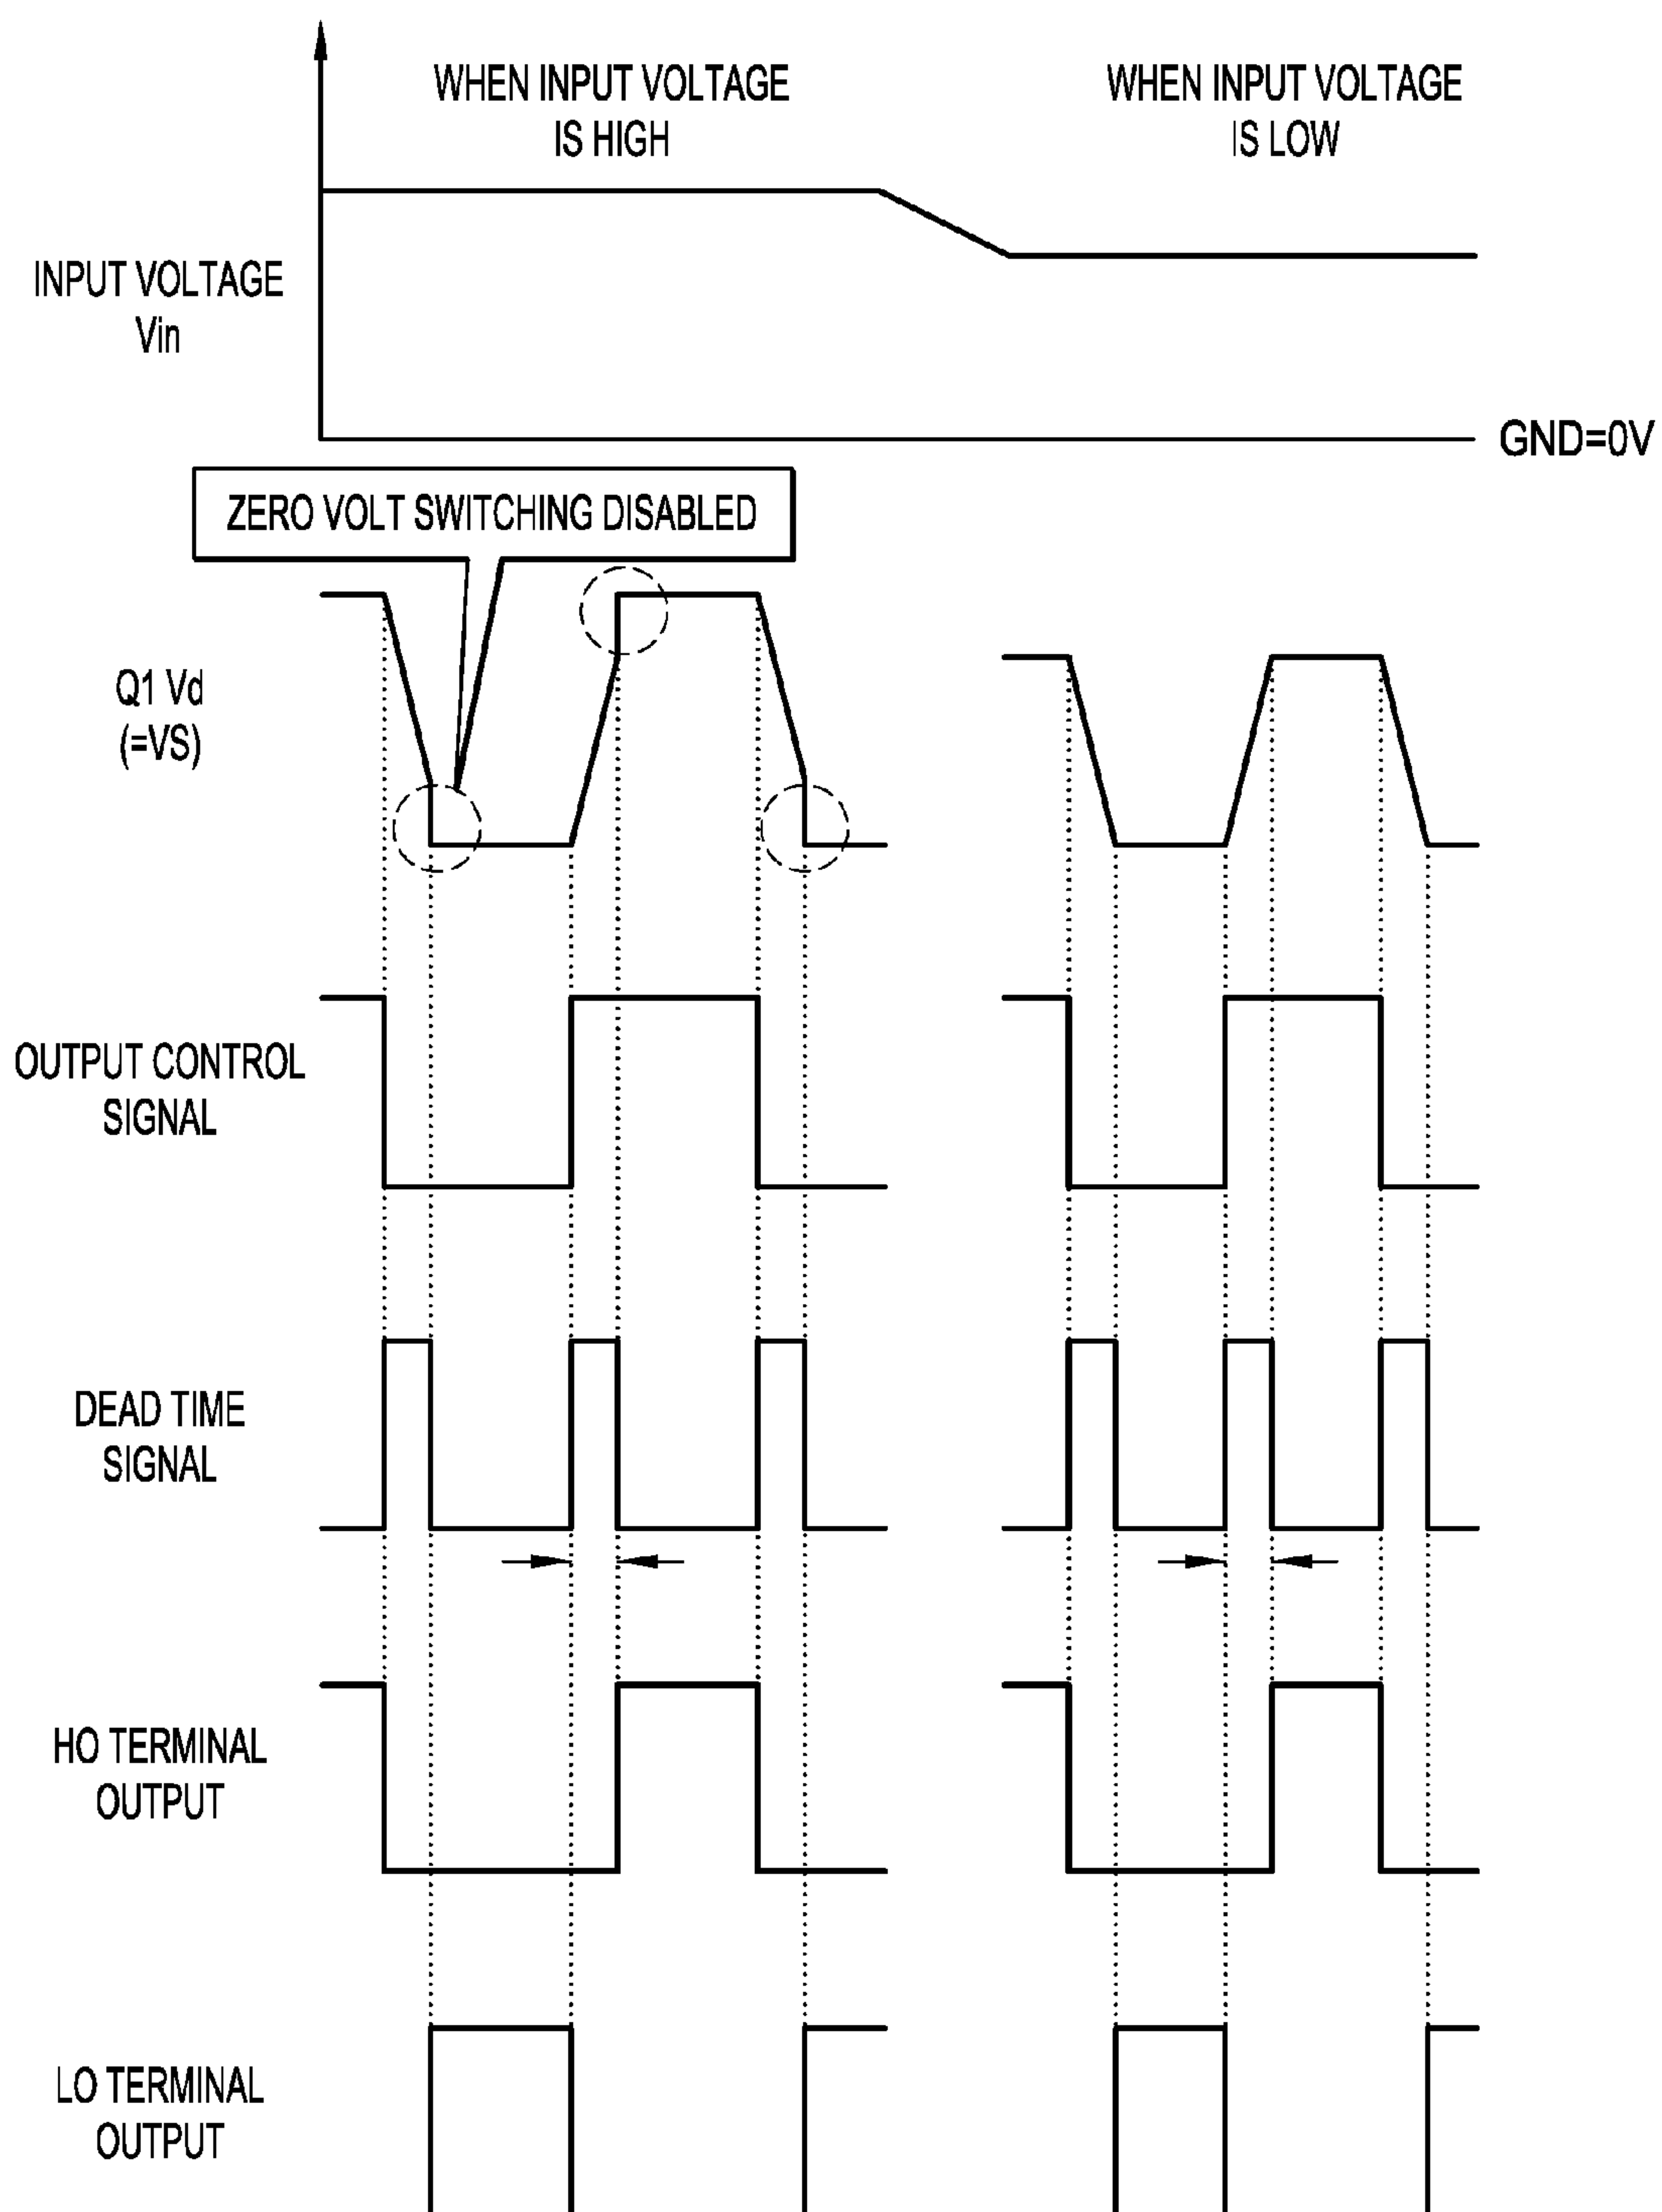 WHEN INPUT VOLTAGE
IS HIGH
WHEN INPUT VOLTAGE
IS LOW
INPUT VOLTAGE
Vin
GND=0V
ZERO VOLT SWITCHING DISABLED
Q1 Vd
(=VS)
OUTPUT CONTROL
SIGNAL
DEAD TIME
SIGNAL
HO TERMINAL
OUTPUT
LO TERMINAL
OUTPUT